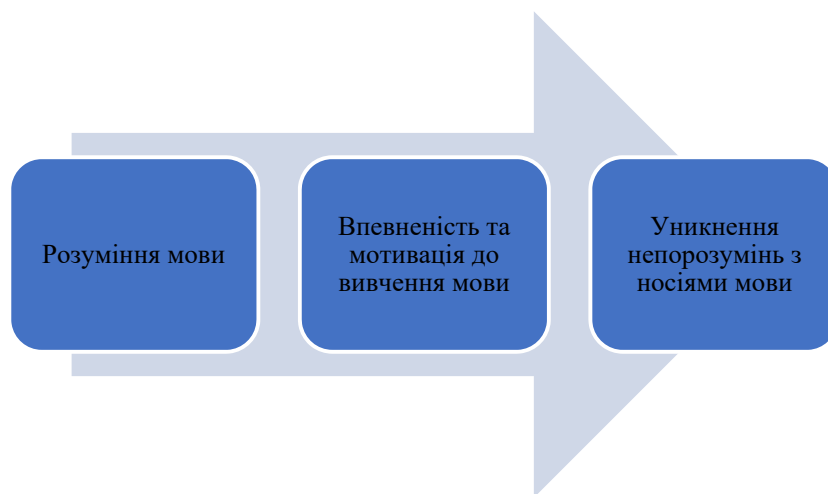 Розуміння мови
Впевненість та
мотивація до
вивчення мови
Уникнення
непорозумінь з
носіями мови